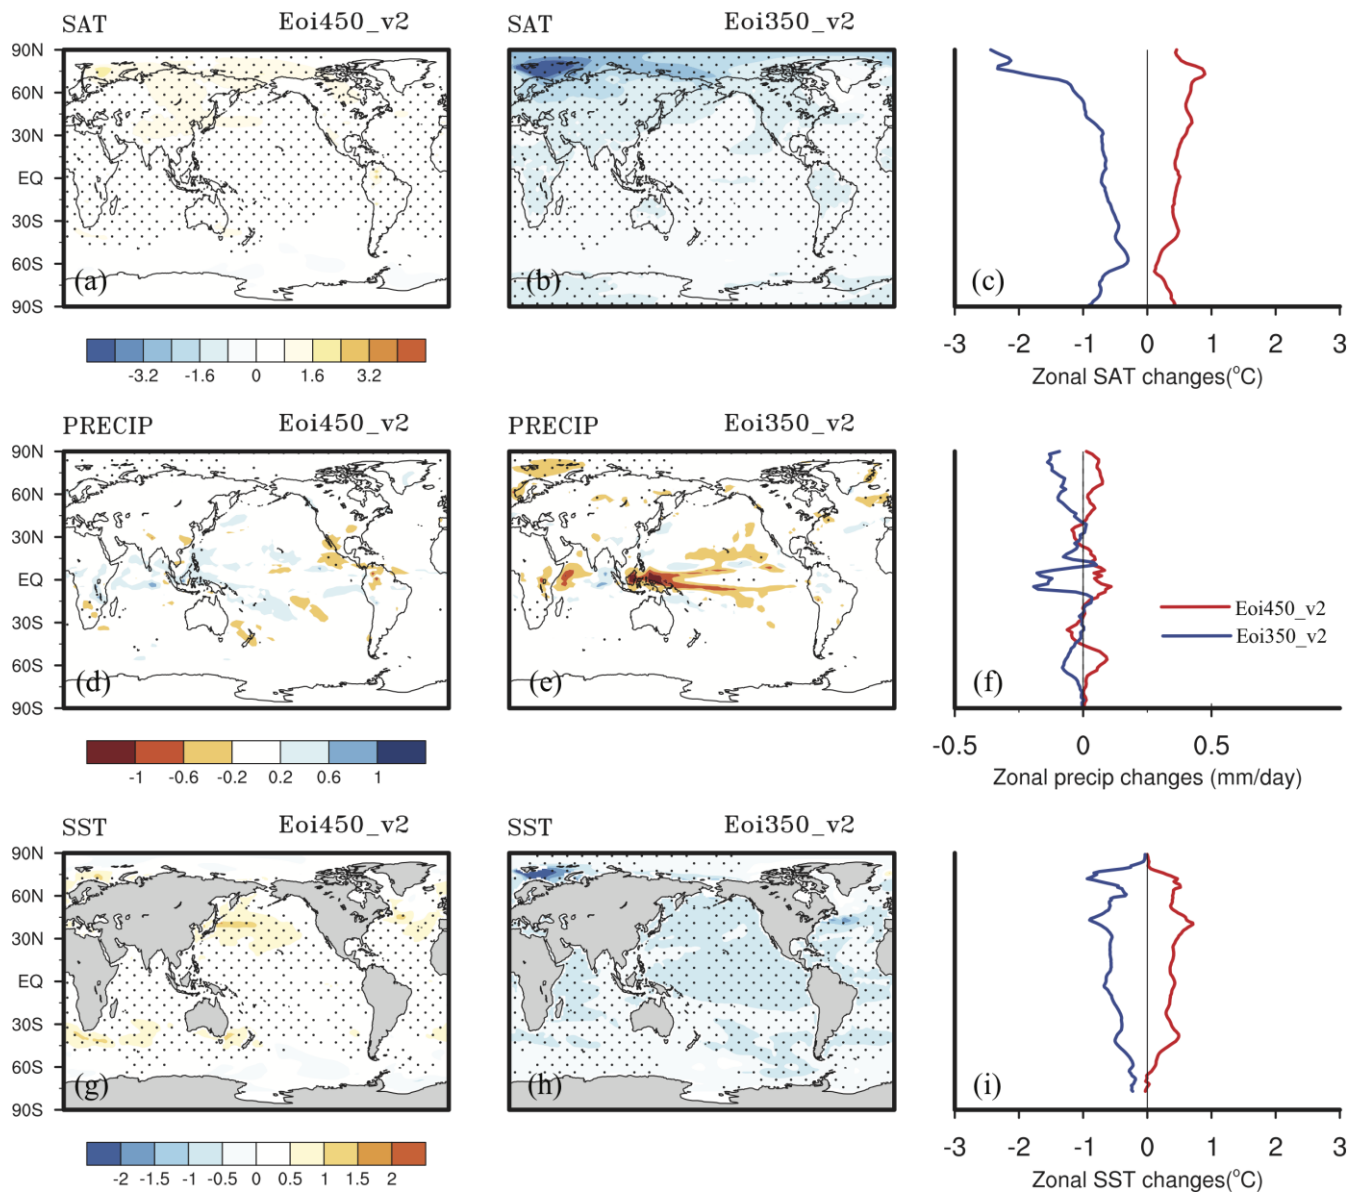 SAT Eoi450_v2 SAT Eoi350_v2
90N
60N
30N
EQ
30S
60S
90S
(a) (b) (c)
-3 -2 -1 0 1 2 3
Zonal SAT changes(°C)
-3.2 -1.6 0 1.6 3.2
PRECIP Eoi450_v2 PRECIP Eoi350_v2
90N
60N
30N
EQ
30S
60S
90S
Eoi450_v2
Eoi350_v2
(d) (e) (f)
-0.5 0 0.5
Zonal precip changes (mm/day)
-1 -0.6 -0.2 0.2 0.6 1
SST Eoi450_v2 SST Eoi350_v2
90N
60N
30N
EQ
30S
60S
90S
(g) (h) (i)
-3 -2 -1 0 1 2 3
Zonal SST changes(°C)
-2 -1.5 -1 -0.5 0 0.5 1 1.5 2